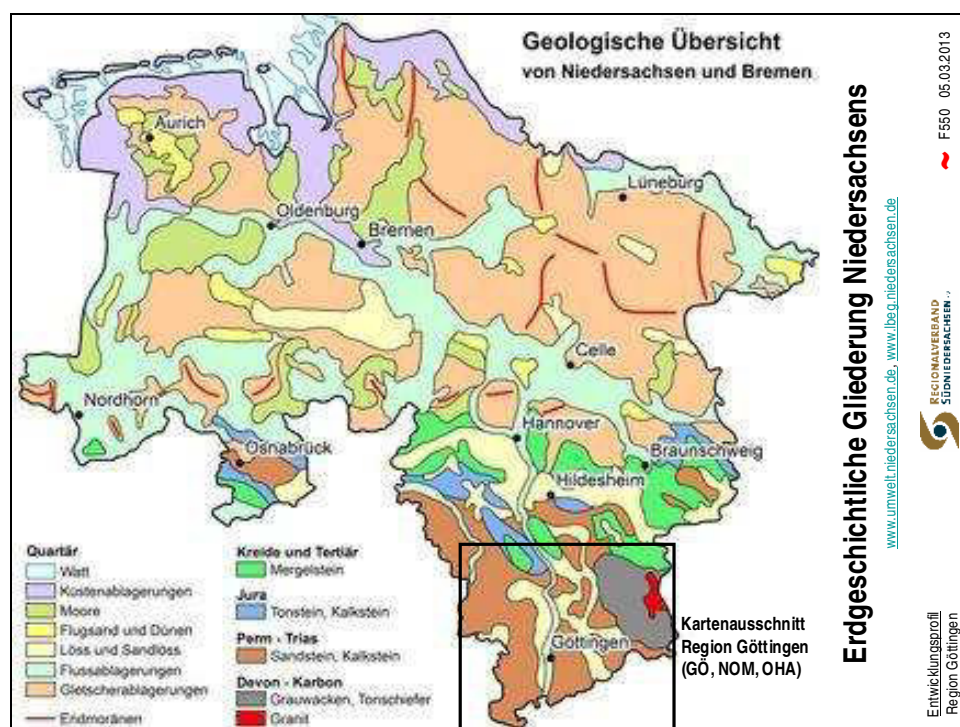 Geologische Übersicht
von Niedersachsen und Bremen
Aurich
Lüneburg
Oldenburg
Bremen
Celle
Nordhorn
Hannover
Osnabrück
Braunschweig
Hildesheim
Göttingen
Quartär
Watt
Küstenablagerungen
Moore
Flugsand und Dünen
Löss und Sandlöss
Flussablagerungen
Gletscherablagerungen
Endmoränen
Kreide und Tertiär
Mergelstein
Jura
Tonstein, Kalkstein
Perm - Trias
Sandstein, Kalkstein
Devon - Karbon
Grauwacken, Tonschiefer
Granit
Kartenausschnitt
Region Göttingen
(GÖ, NOM, OHA)
Erdgeschichtliche Gliederung Niedersachsens
www.umwelt.niedersachsen.de, www.lbeg.niedersachsen.de
F550 05.03.2013
REGIONALVERBAND
SÜDNIEDERSACHSEN
Entwicklungsprofil
Region Göttingen